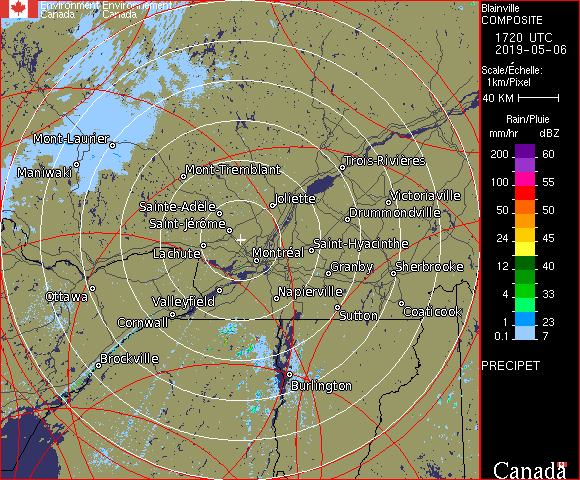 Environment Environnement
Canada Canada
Blainville
COMPOSITE
1720 UTC
2019-05-06
Scale/Échelle:
1km/Pixel
40 KM
Rain/Pluie
mm/hr dBZ
200 60
100 55
50 50
24 45
12 40
4 33
1 23
0.1 7
PRECIPET
Canada
Mont-Laurier
Maniwaki
Mont-Tremblant
Trois-Rivières
Joliette
Victoriaville
Sainte-Adèle
Drummondville
Saint-Jérôme
Lachute
Montréal
Saint-Hyacinthe
Granby
Sherbrooke
Ottawa
Valleyfield
Napierville
Cornwall
Sutton
Coaticook
Brockville
Burlington